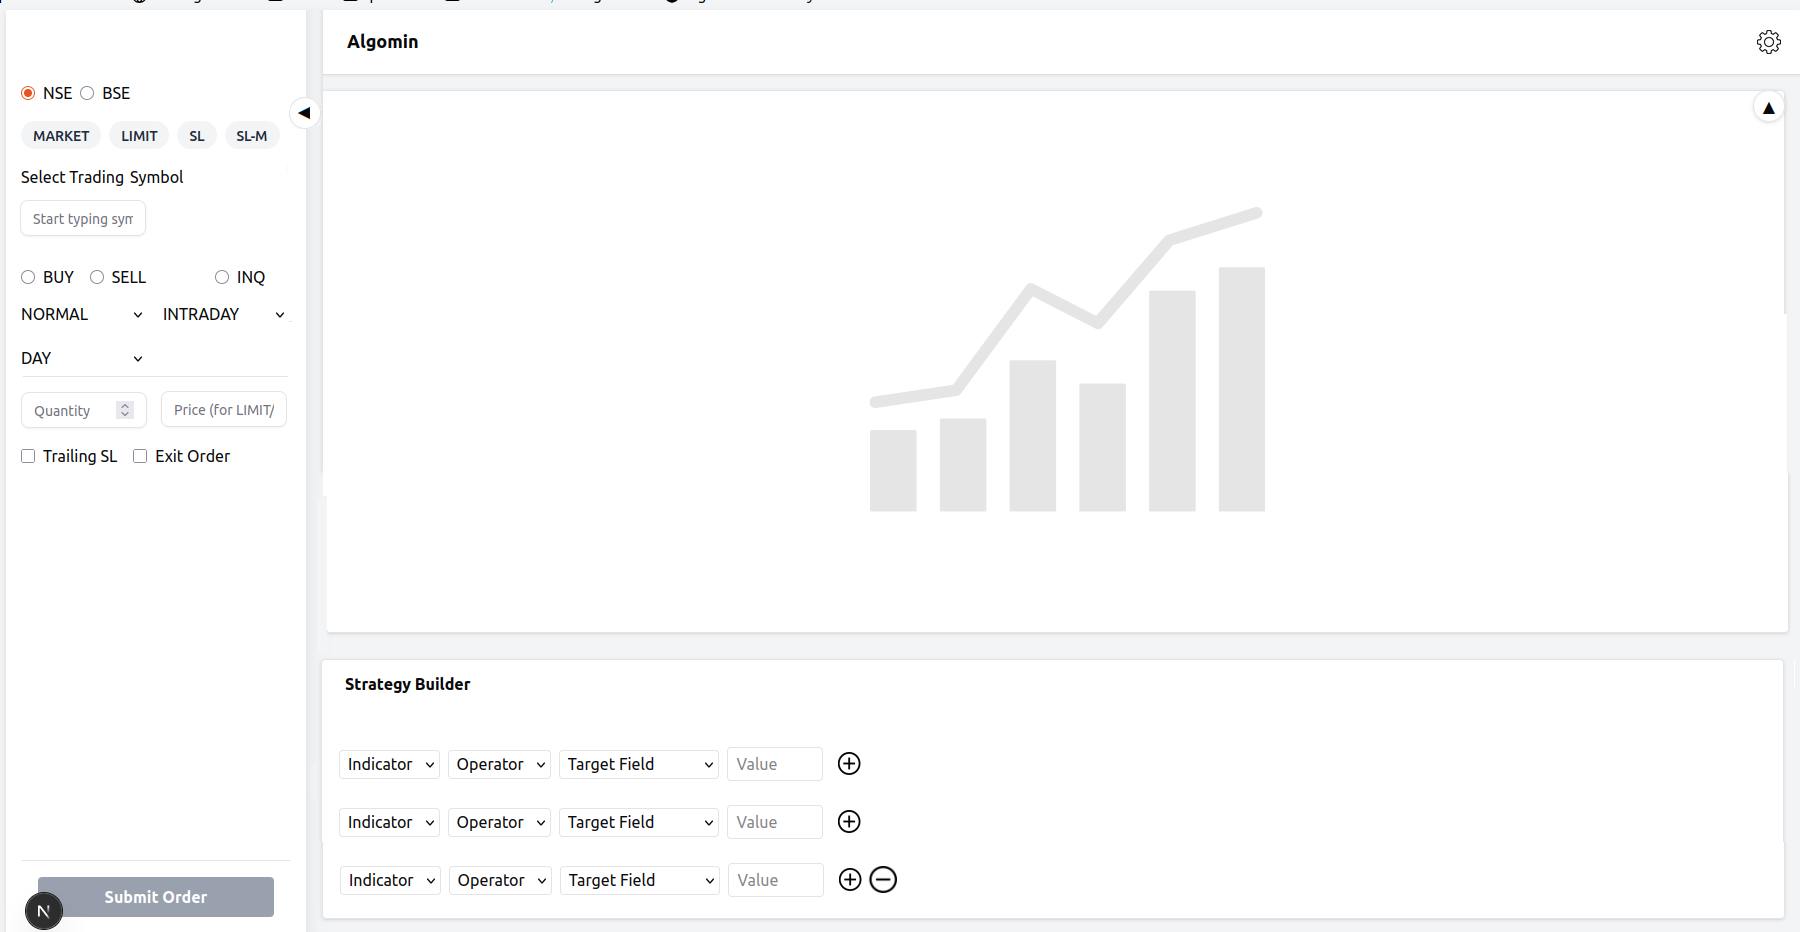 Algomin
NSE BSE
MARKET LIMIT SL SL-M
Select Trading Symbol
Start typing sym
BUY SELL INQ
NORMAL INTRADAY
DAY
Quantity Price (for LIMIT/
Trailing SL Exit Order
Submit Order
N
Strategy Builder
Indicator Operator Target Field Value
Indicator Operator Target Field Value
Indicator Operator Target Field Value